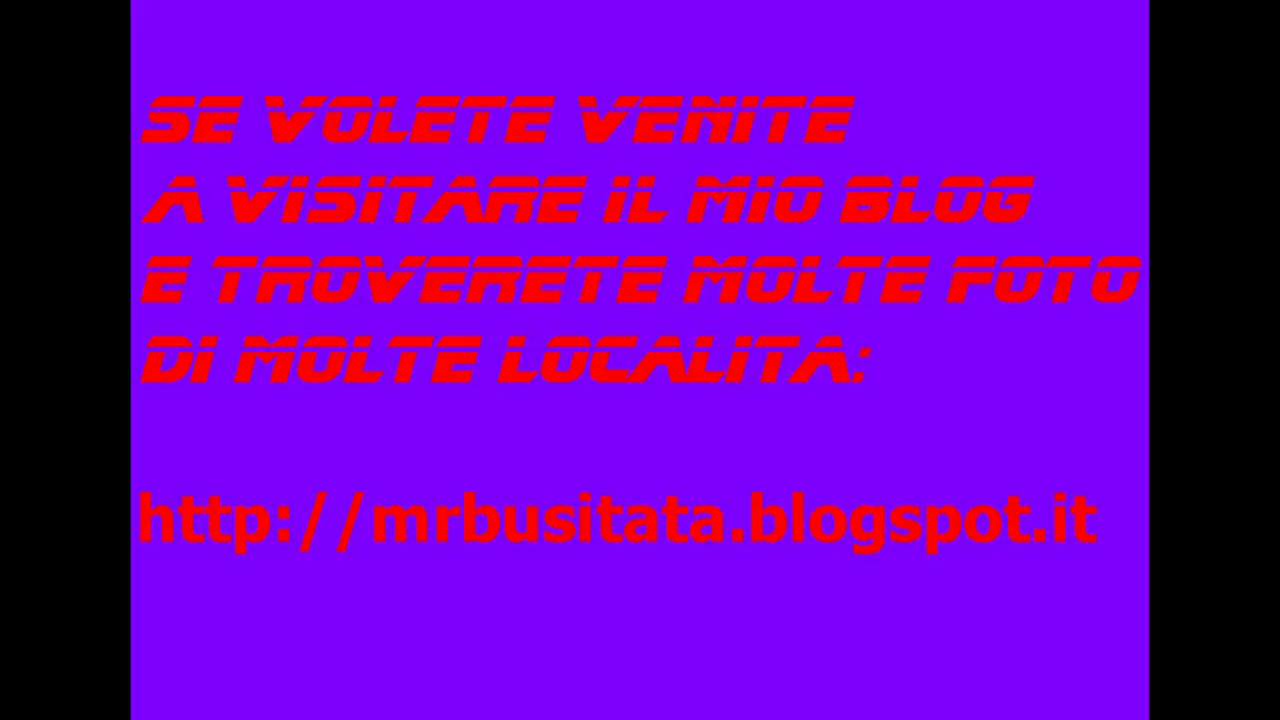 SE VOLETE VENITE
A VISITARE IL MIO BLOG
E TROVERETE MOLTE FOTO
DI MOLTE LOCALITA:
http://mrbusitata.blogspot.it